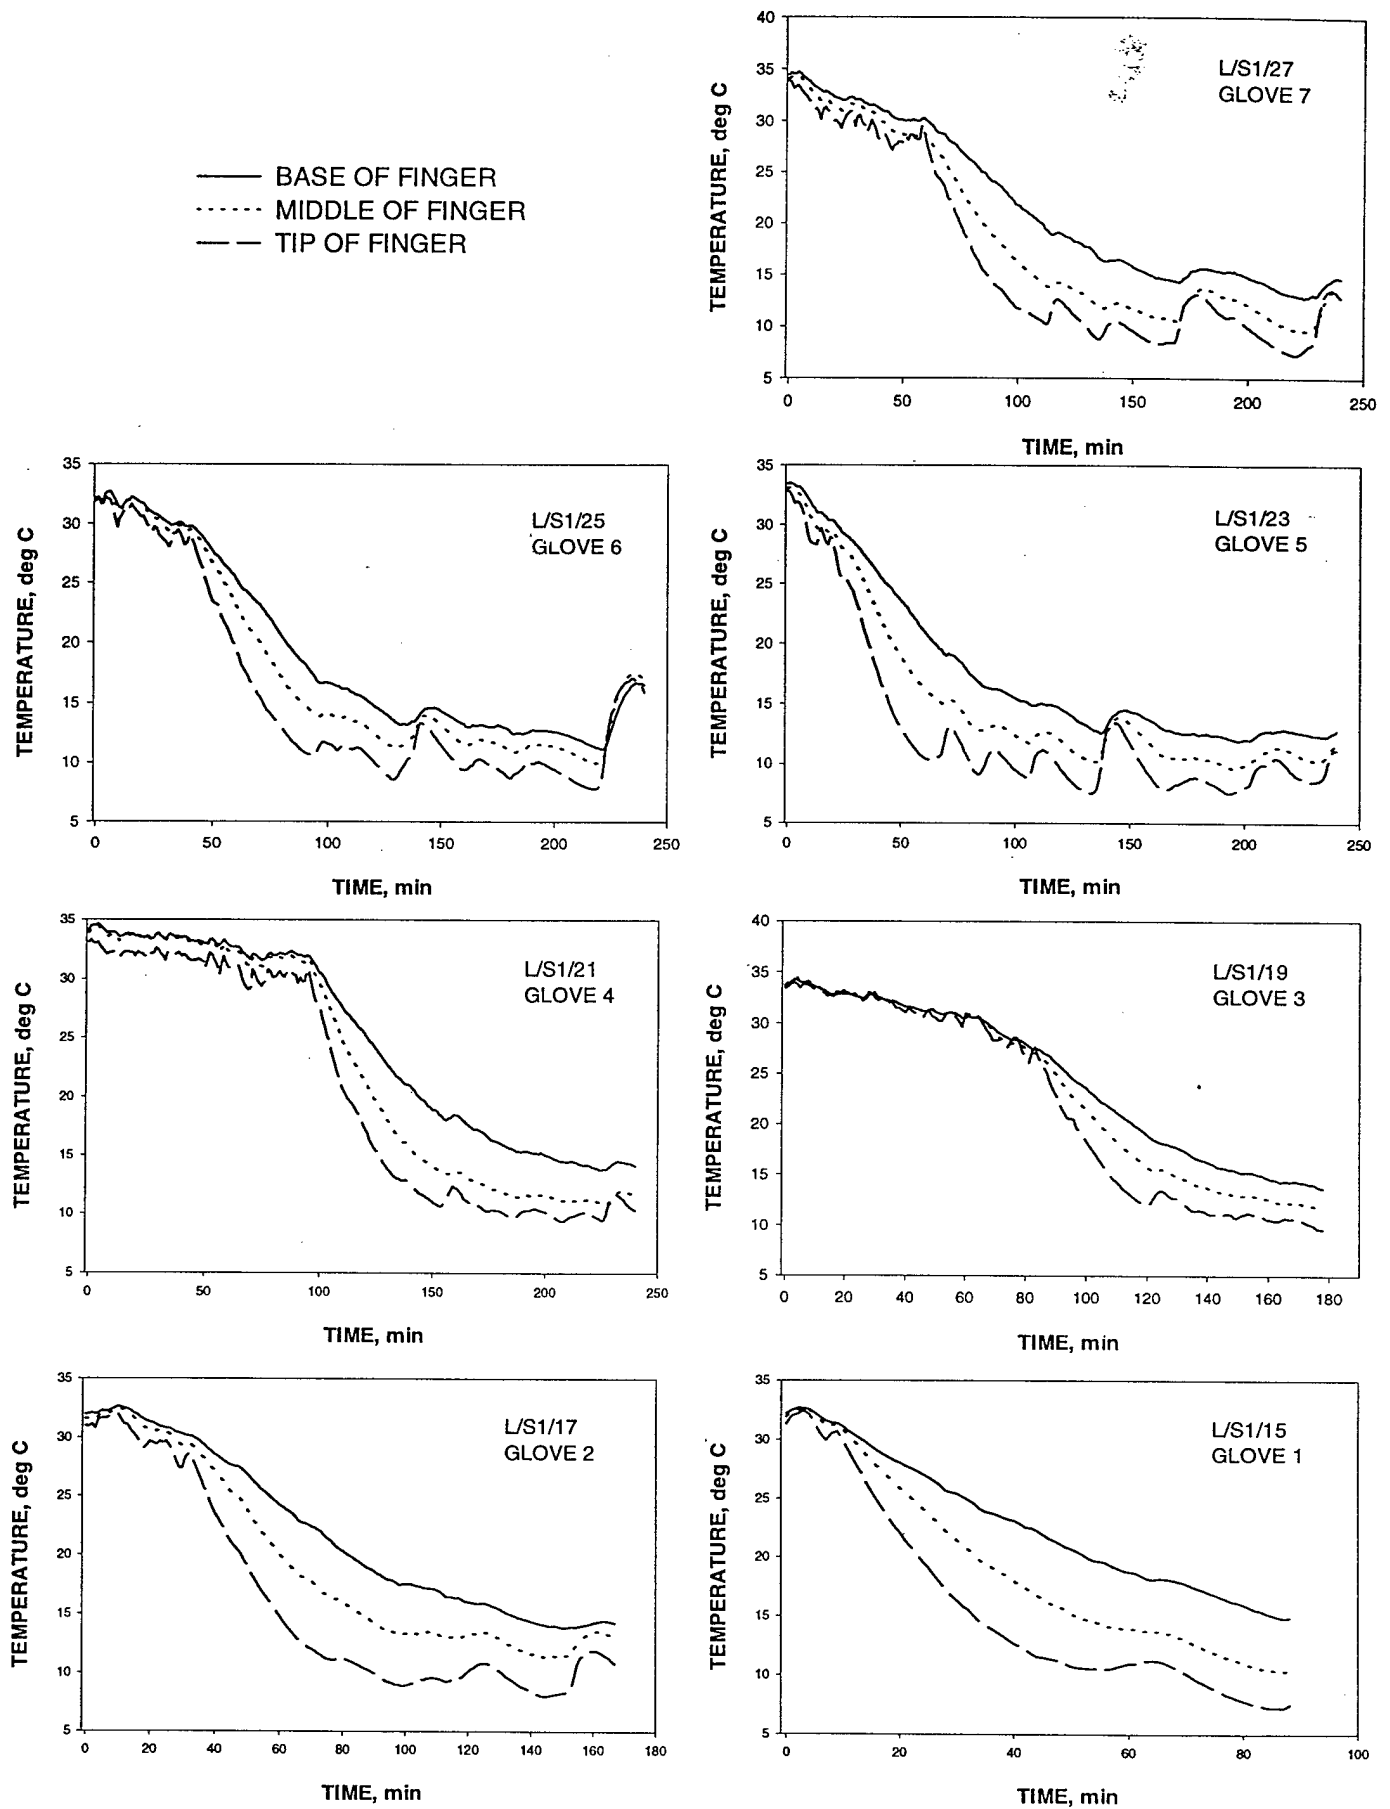 BASE OF FINGER
MIDDLE OF FINGER
TIP OF FINGER
L/S1/27
GLOVE 7
TEMPERATURE, deg C
40
35
30
25
20
15
10
5
0 50 100 150 200 250
TIME, min
L/S1/25
GLOVE 6
TEMPERATURE, deg C
35
30
25
20
15
10
5
0 50 100 150 200 250
TIME, min
L/S1/23
GLOVE 5
TEMPERATURE, deg C
35
30
25
20
15
10
5
0 50 100 150 200 250
TIME, min
L/S1/21
GLOVE 4
TEMPERATURE, deg C
35
30
25
20
15
10
5
0 50 100 150 200 250
TIME, min
L/S1/19
GLOVE 3
TEMPERATURE, deg C
40
35
30
25
20
15
10
5
0 20 40 60 80 100 120 140 160 180
TIME, min
L/S1/17
GLOVE 2
TEMPERATURE, deg C
35
30
25
20
15
10
5
0 20 40 60 80 100 120 140 160 180
TIME, min
L/S1/15
GLOVE 1
TEMPERATURE, deg C
35
30
25
20
15
10
5
0 20 40 60 80 100
TIME, min